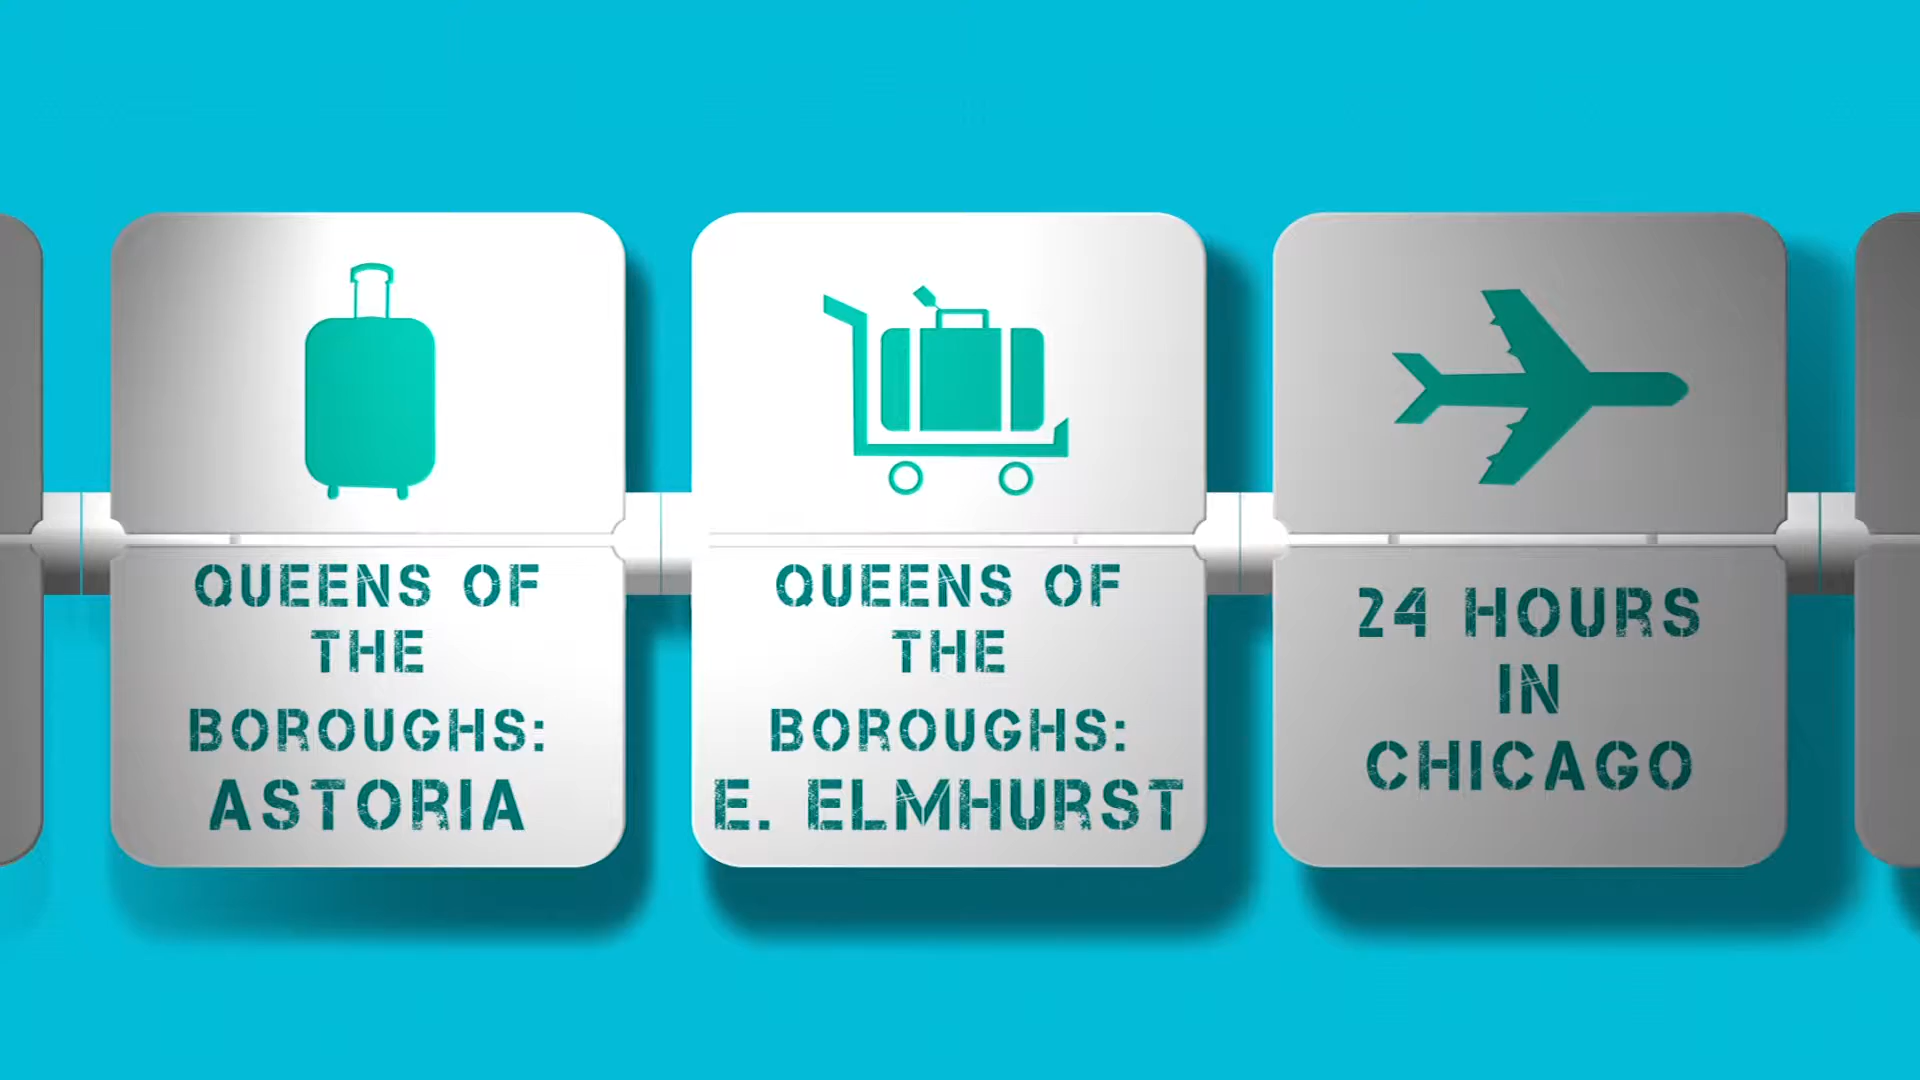 QUEENS OF
THE
BOROUGHS:
ASTORIA
QUEENS OF
THE
BOROUGHS:
E. ELMHURST
24 HOURS
IN
CHICAGO